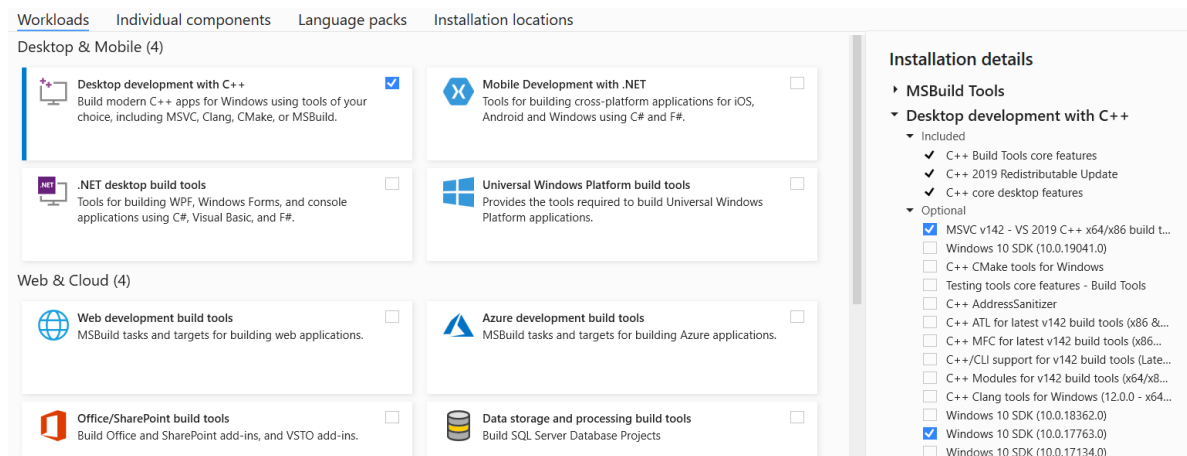 Workloads Individual components Language packs Installation locations
Desktop & Mobile (4)
Desktop development with C++
Build modern C++ apps for Windows using tools of your
choice, including MSVC, Clang, CMake, or MSBuild.
Mobile Development with .NET
Tools for building cross-platform applications for iOS,
Android and Windows using C# and F#.
.NET
.NET desktop build tools
Tools for building WPF, Windows Forms, and console
applications using C#, Visual Basic, and F#.
Universal Windows Platform build tools
Provides the tools required to build Universal Windows
Platform applications.
Web & Cloud (4)
Web development build tools
MSBuild tasks and targets for building web applications.
Azure development build tools
MSBuild tasks and targets for building Azure applications.
Office/SharePoint build tools
Build Office and SharePoint add-ins, and VSTO add-ins.
Data storage and processing build tools
Build SQL Server Database Projects
Installation details
MSBuild Tools
Desktop development with C++
Included
C++ Build Tools core features
C++ 2019 Redistributable Update
C++ core desktop features
Optional
MSVC v142 - VS 2019 C++ x64/x86 build t...
Windows 10 SDK (10.0.19041.0)
C++ CMake tools for Windows
Testing tools core features - Build Tools
C++ AddressSanitizer
C++ ATL for latest v142 build tools (x86 &...
C++ MFC for latest v142 build tools (x86...
C++/CLI support for v142 build tools (Late...
C++ Modules for v142 build tools (x64/x8...
C++ Clang tools for Windows (12.0.0 - x64...
Windows 10 SDK (10.0.18362.0)
Windows 10 SDK (10.0.17763.0)
Windows 10 SDK (10.0.17134.0)